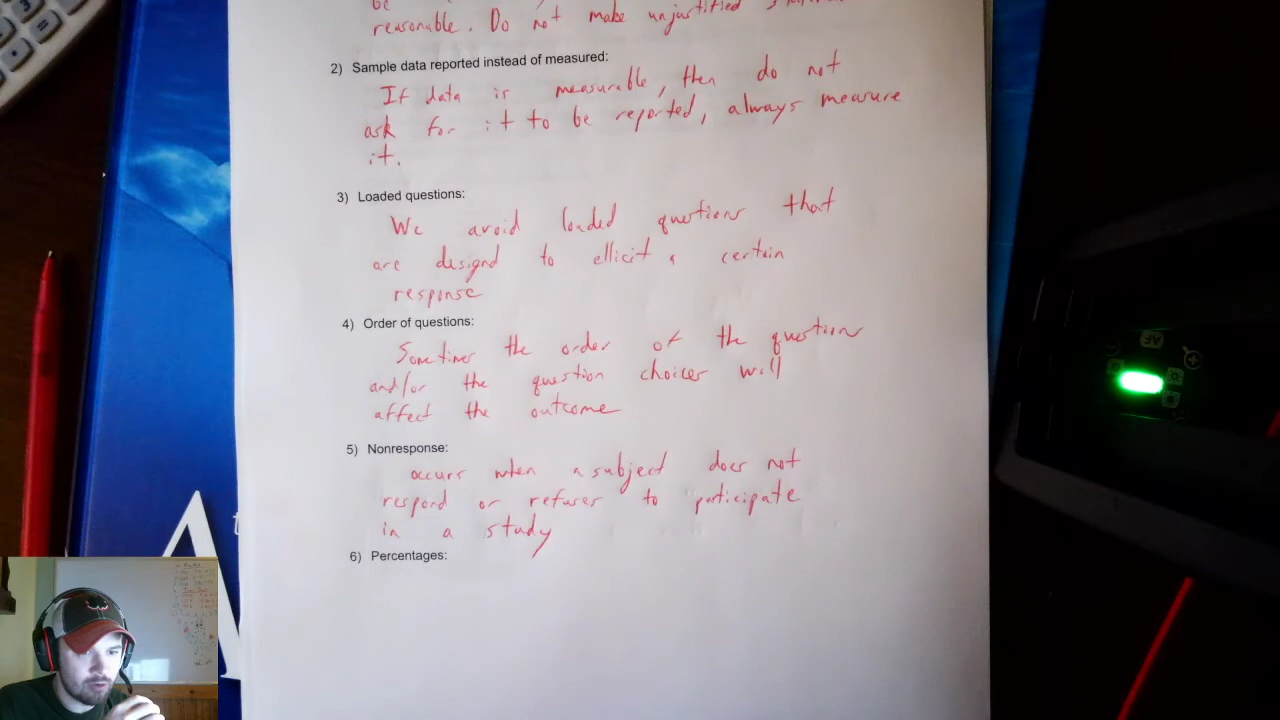 be
reasonable. Do not make unjustified
2) Sample data reported instead of measured:
If data is measurable, then do not
ask for it to be reported, always measure
it.
3) Loaded questions:
We avoid loaded questions that
are designd to ellicit a certain
response
4) Order of questions:
Sometimes the order of the question
and/or the question choices will
affect the outcome
5) Nonresponse:
occurs when a subject does not
respond or refuses to participate
in a study
6) Percentages:
AF